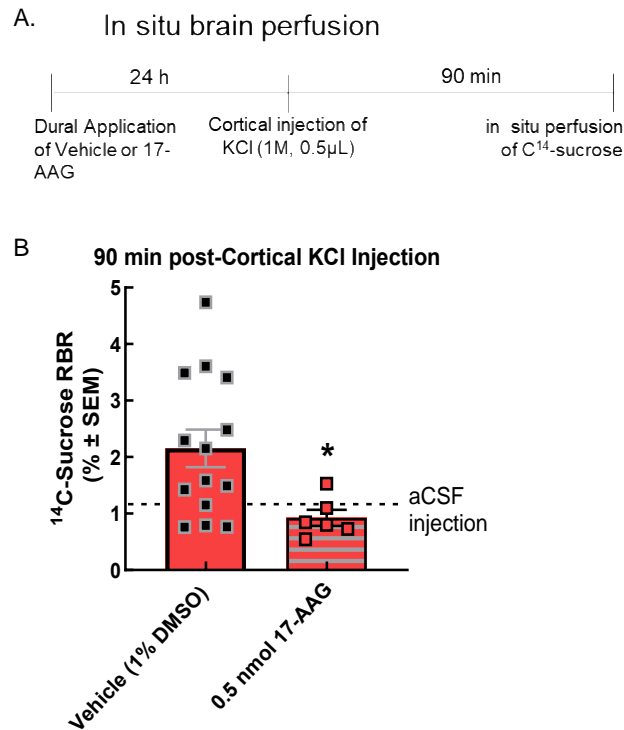 A.
In situ brain perfusion
24 h
90 min
Dural Application
of Vehicle or 17-
AAG
Cortical injection of
KCl (1M, 0.5µL)
in situ perfusion
of C¹⁴-sucrose
B
90 min post-Cortical KCl Injection
¹⁴C-Sucrose RBR
(% ± SEM)
5
4
3
2
1
0
*
aCSF
injection
Vehicle (1% DMSO)
0.5 nmol 17-AAG